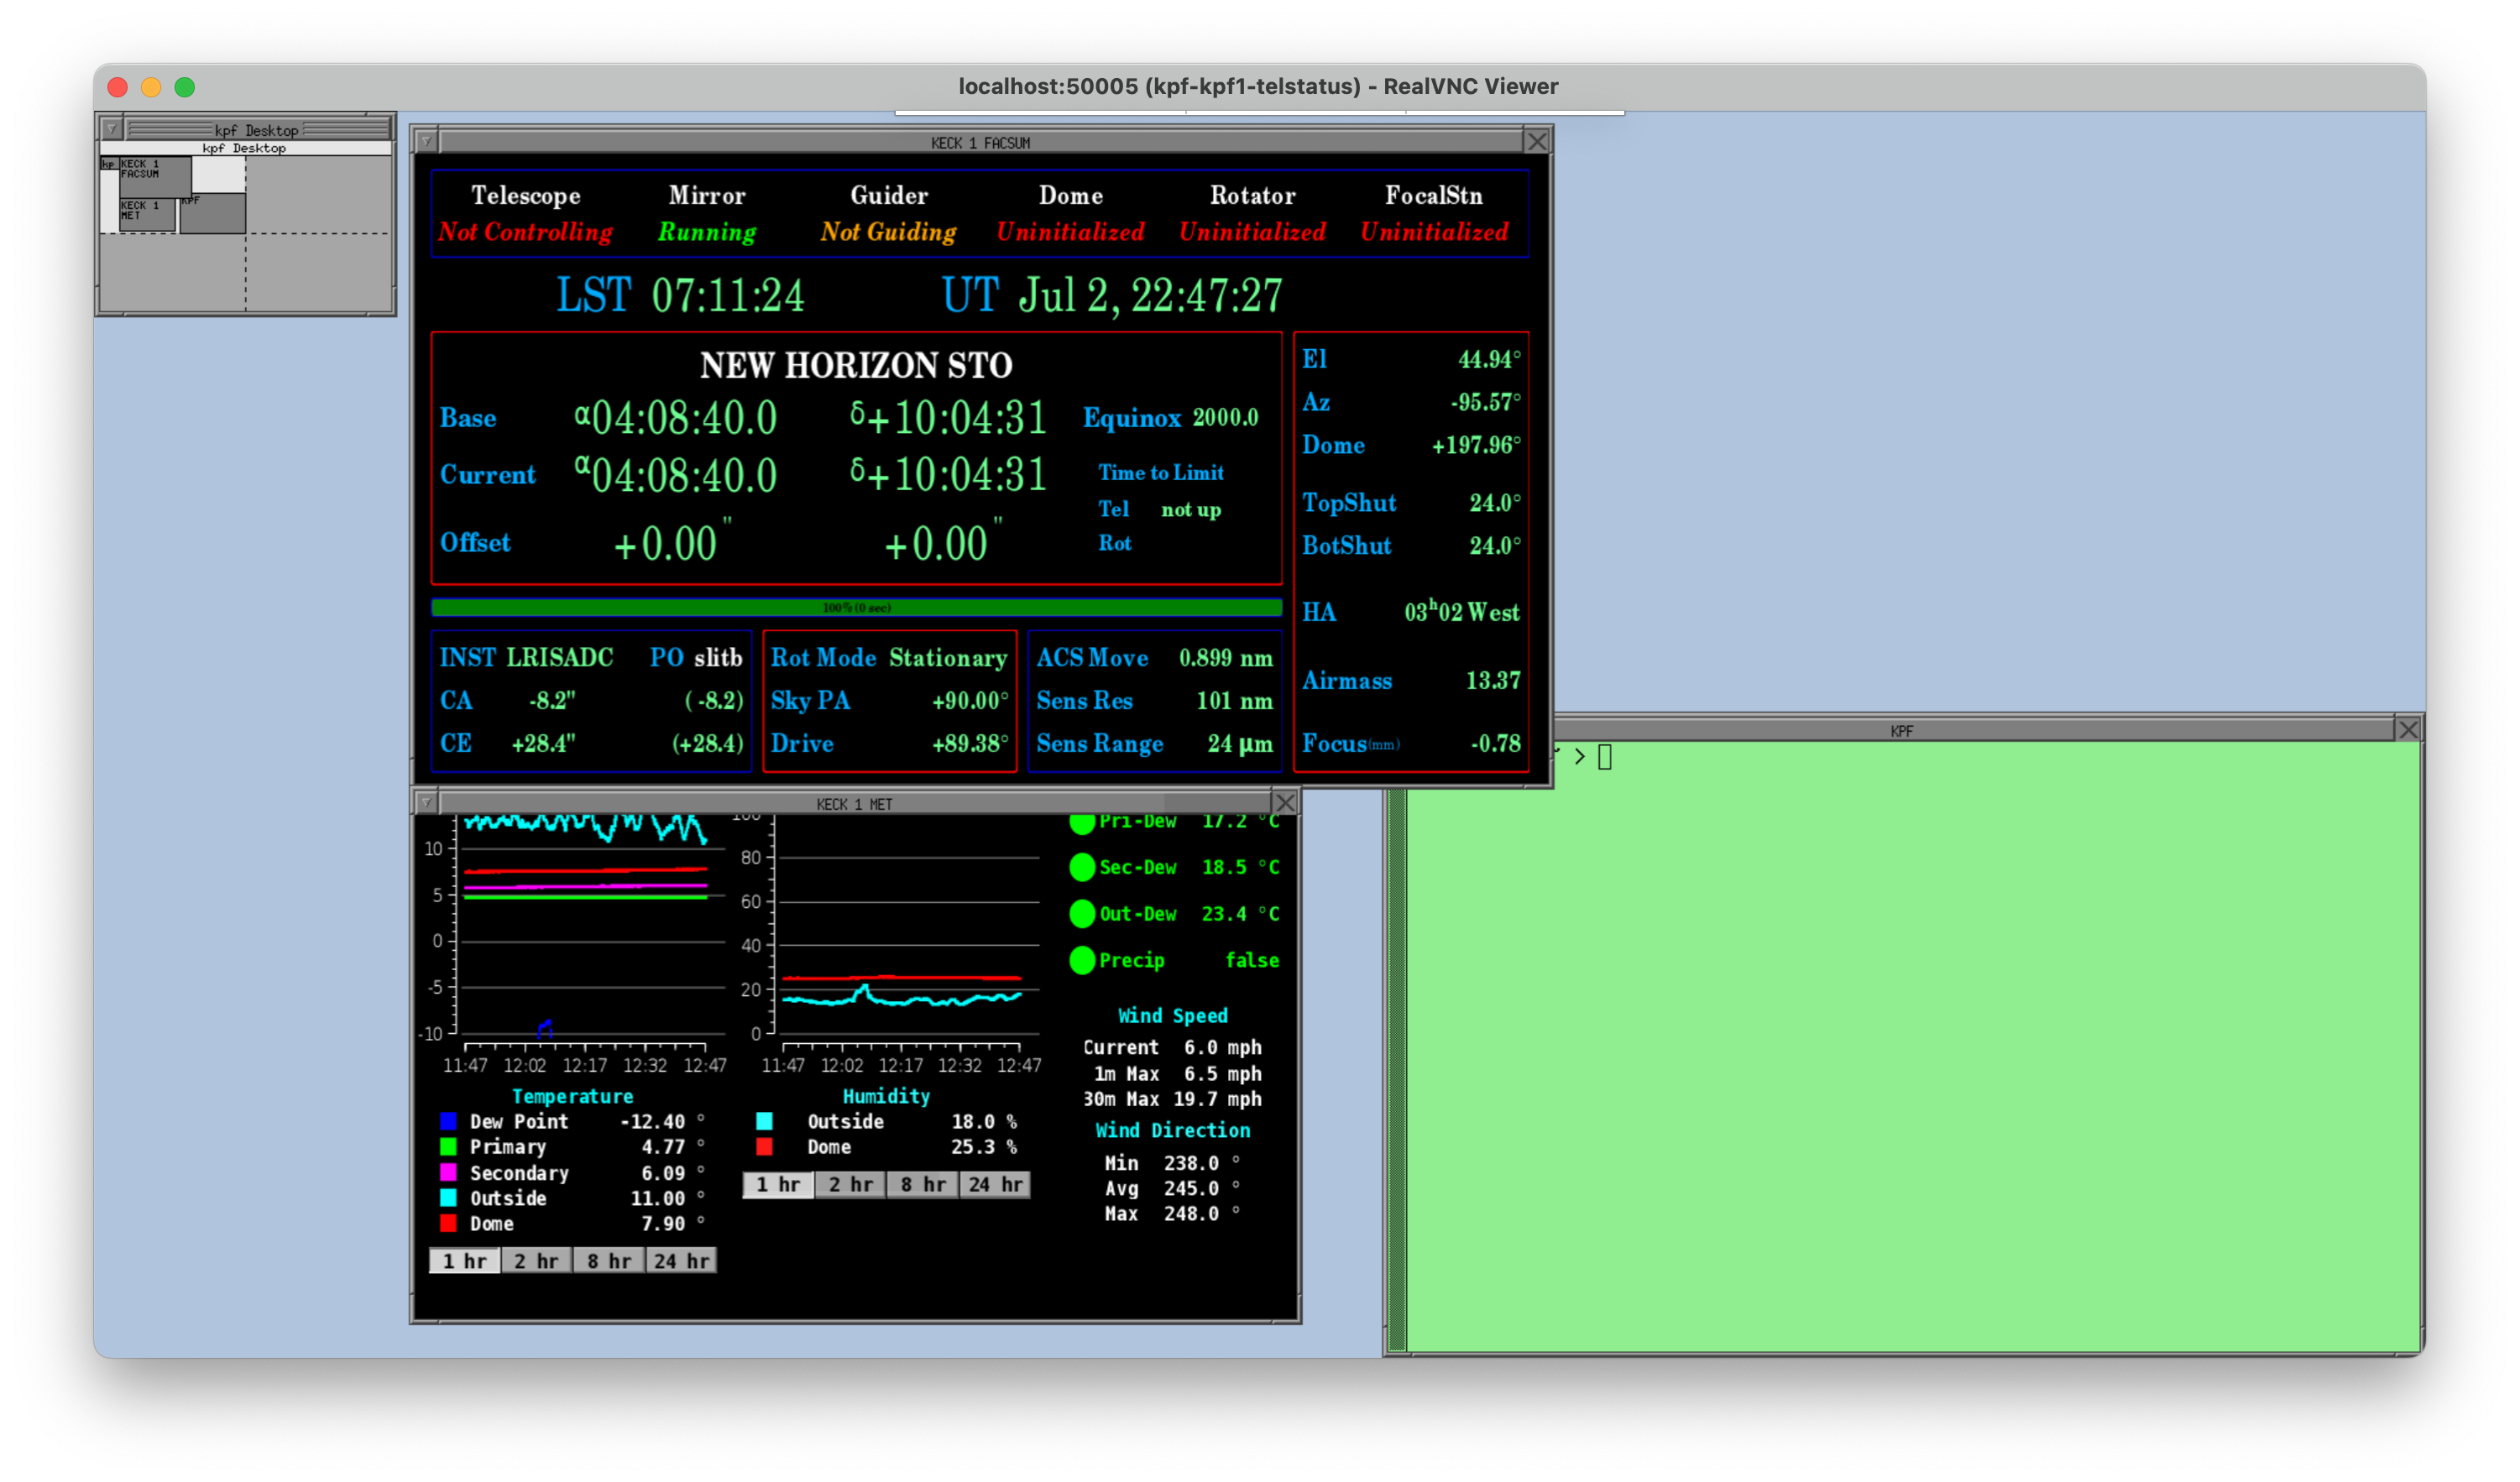 localhost:50005 (kpf-kpf1-telstatus) - RealVNC Viewer
kpf Desktop
kpf Desktop
kp KECK 1 FACSUM
KECK 1 MET
KPF
KECK 1 FACSUM
Telescope Mirror Guider Dome Rotator FocalStn
Not Controlling Running Not Guiding Uninitialized Uninitialized Uninitialized
LST 07:11:24 UT Jul 2, 22:47:27
NEW HORIZON STO
Base α04:08:40.0 δ+10:04:31 Equinox 2000.0
Current α04:08:40.0 δ+10:04:31 Time to Limit
Tel not up
Offset +0.00" +0.00" Rot
100% (0 sec)
El 44.94°
Az -95.57°
Dome +197.96°
TopShut 24.0°
BotShut 24.0°
HA 03h02 West
Airmass 13.37
Focus(mm) -0.78
INST LRISADC PO slitb
CA -8.2" ( -8.2)
CE +28.4" (+28.4)
Rot Mode Stationary
Sky PA +90.00°
Drive +89.38°
ACS Move 0.899 nm
Sens Res 101 nm
Sens Range 24 μm
KPF
>
KECK 1 MET
10
5
0
-5
-10
11:47 12:02 12:17 12:32 12:47
Temperature
Dew Point -12.40 °
Primary 4.77 °
Secondary 6.09 °
Outside 11.00 °
Dome 7.90 °
1 hr 2 hr 8 hr 24 hr
100
80
60
40
20
0
11:47 12:02 12:17 12:32 12:47
Humidity
Outside 18.0 %
Dome 25.3 %
1 hr 2 hr 8 hr 24 hr
Pri-Dew 17.2 °C
Sec-Dew 18.5 °C
Out-Dew 23.4 °C
Precip false
Wind Speed
Current 6.0 mph
1m Max 6.5 mph
30m Max 19.7 mph
Wind Direction
Min 238.0 °
Avg 245.0 °
Max 248.0 °